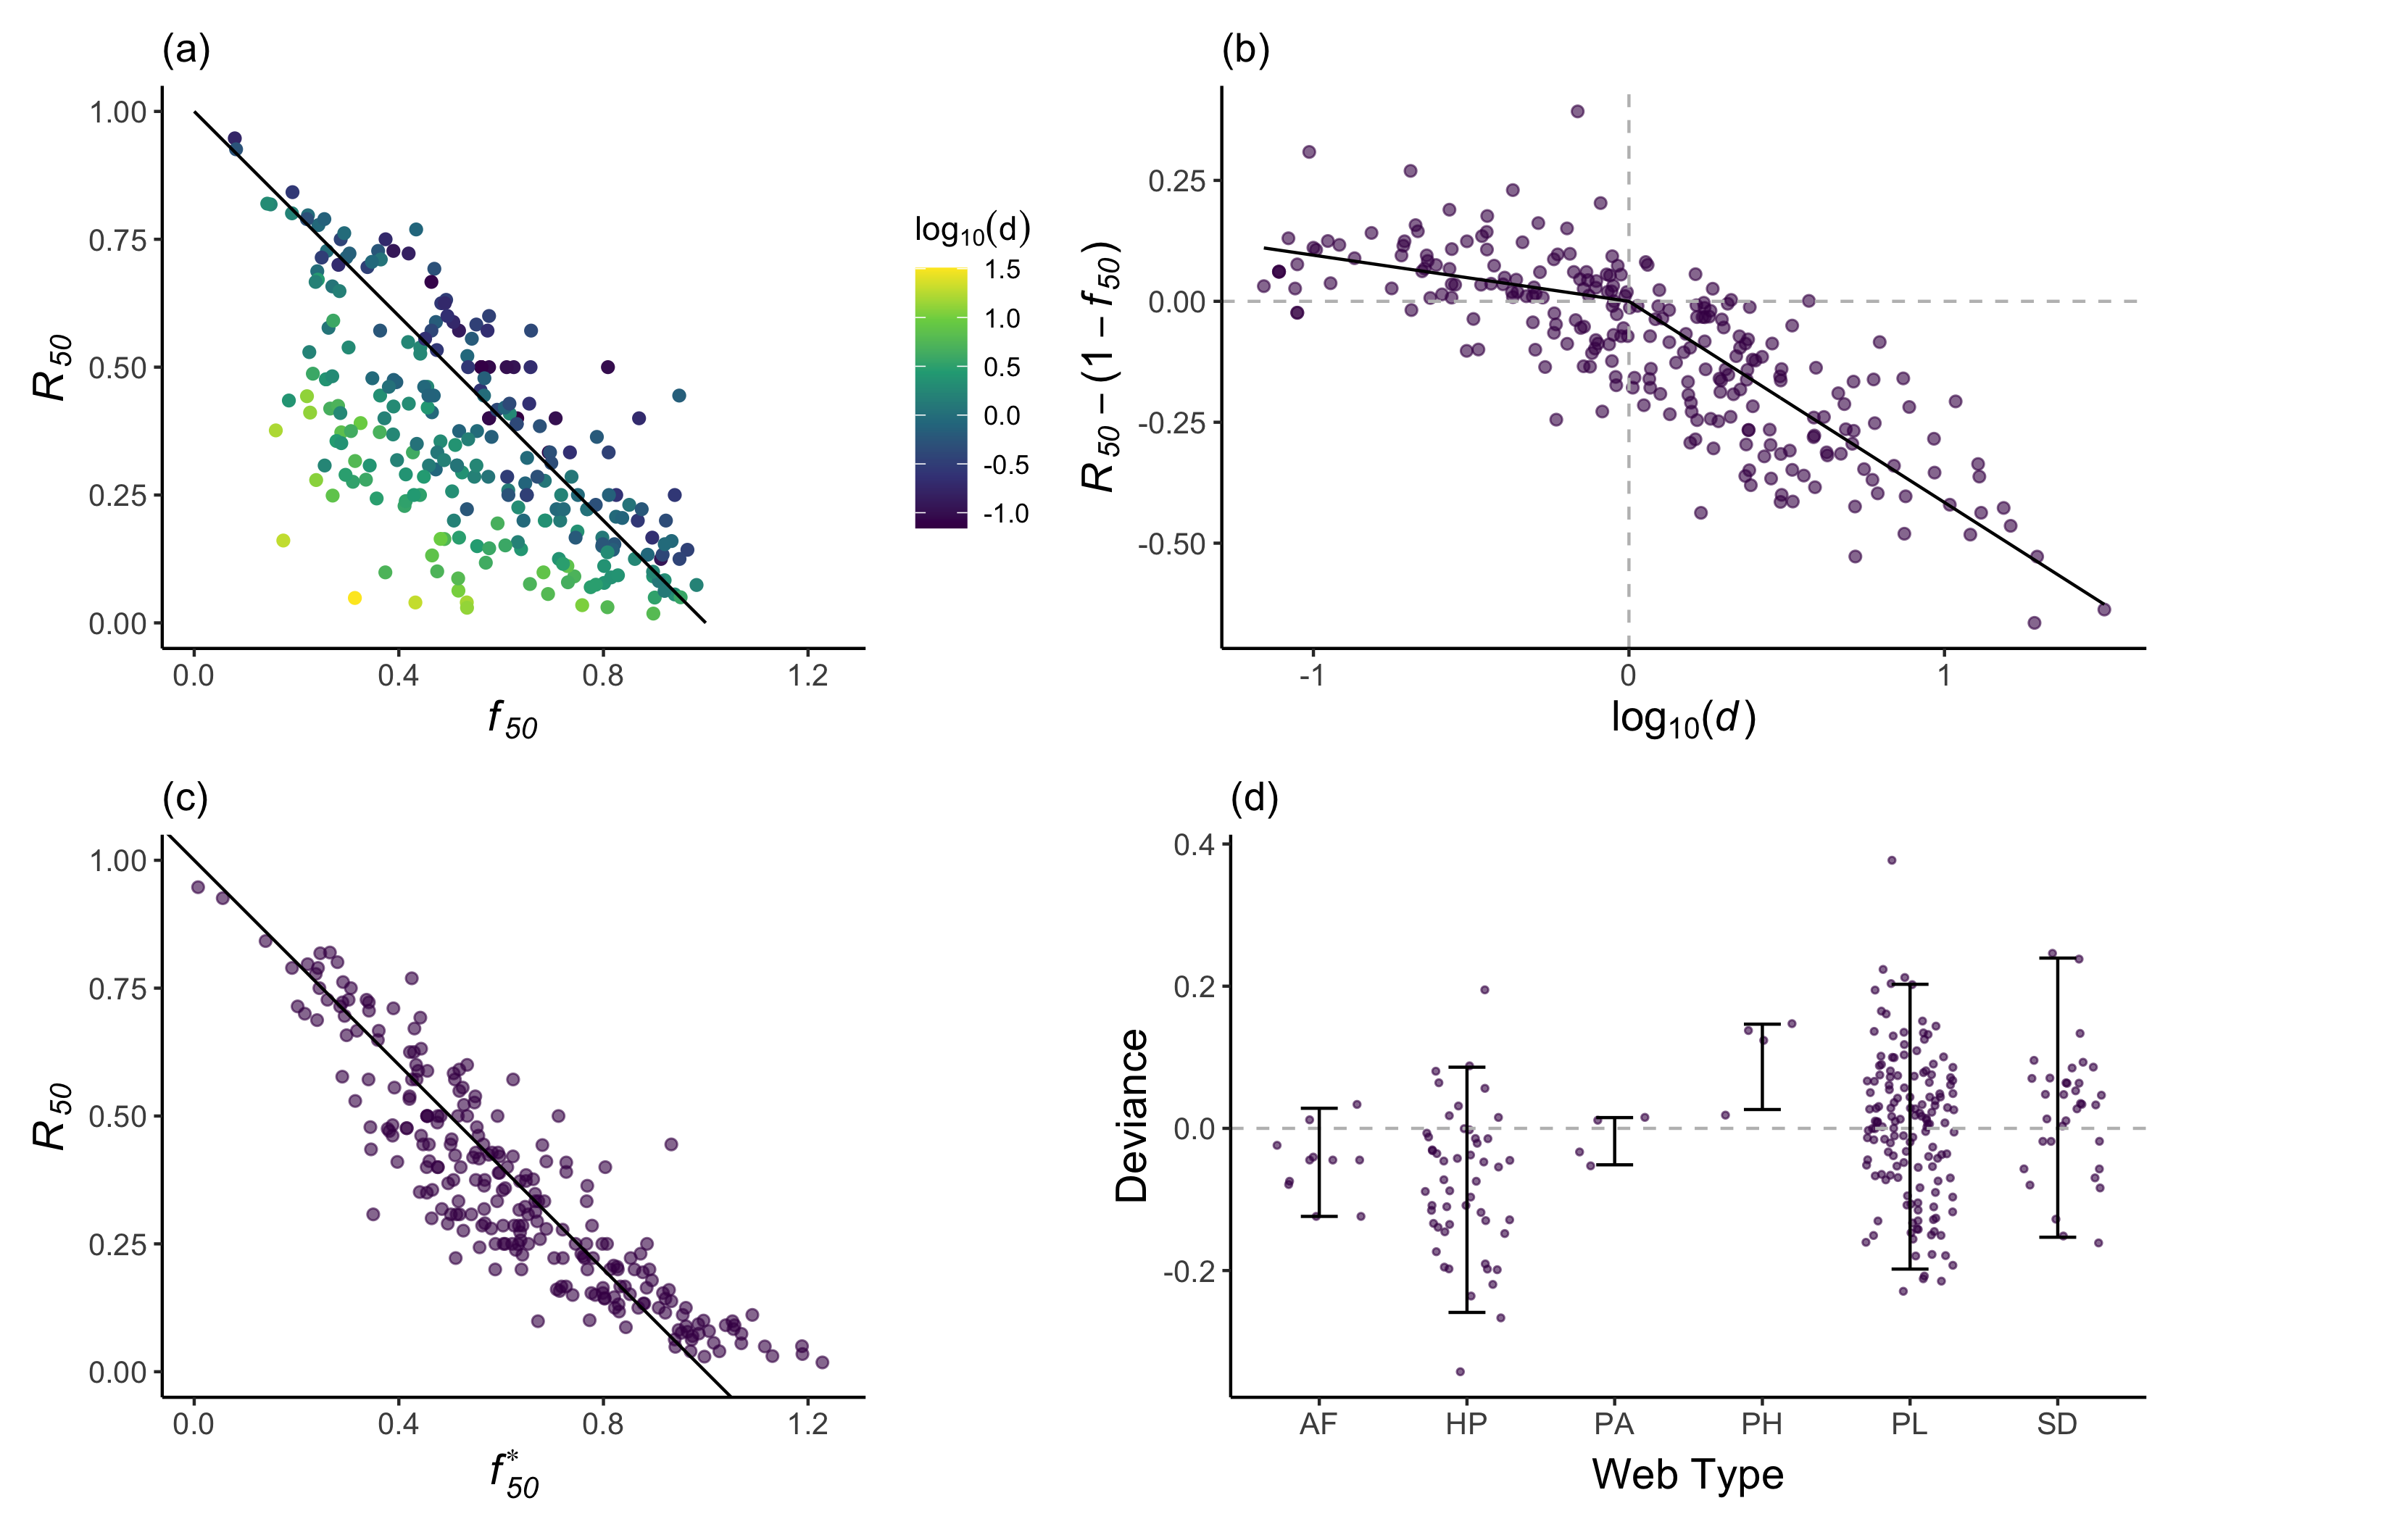 (a)
1.00
0.75
0.50
0.25
0.00
R50
0.0 0.4 0.8 1.2
f50
log10(d)
1.5
1.0
0.5
0.0
-0.5
-1.0
(b)
0.25
0.00
-0.25
-0.50
R50 − (1 − f50)
-1 0 1
log10(d)
(c)
1.00
0.75
0.50
0.25
0.00
R50
0.0 0.4 0.8 1.2
f*50
(d)
0.4
0.2
0.0
-0.2
Deviance
AF HP PA PH PL SD
Web Type